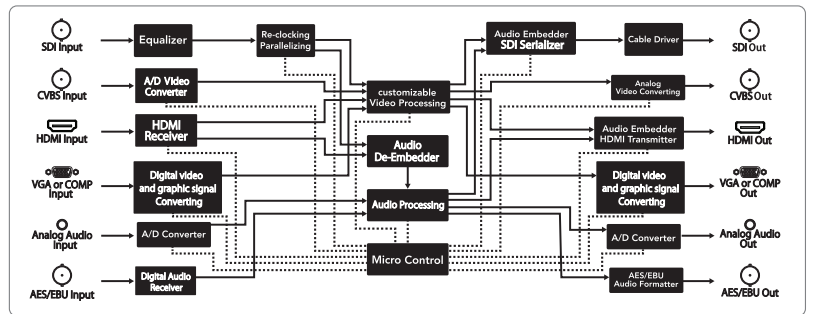 SDI Input
Equalizer
Re-clocking
Parallelizing
Audio Embedder
SDI Serializer
Cable Driver
SDI Out
CVBS Input
A/D Video
Converter
customizable
Video Processing
Analog
Video Converting
CVBS Out
HDMI Input
HDMI
Receiver
Audio
De-Embedder
Audio Embedder
HDMI Transmitter
HDMI Out
VGA or COMP
Input
Digital video
and graphic signal
Converting
Audio Processing
Digital video
and graphic signal
Converting
VGA or COMP
Out
Analog Audio
Input
A/D Converter
Micro Control
A/D Converter
Analog Audio
Out
AES/EBU Input
Digital Audio
Receiver
AES/EBU
Audio Formatter
AES/EBU Out